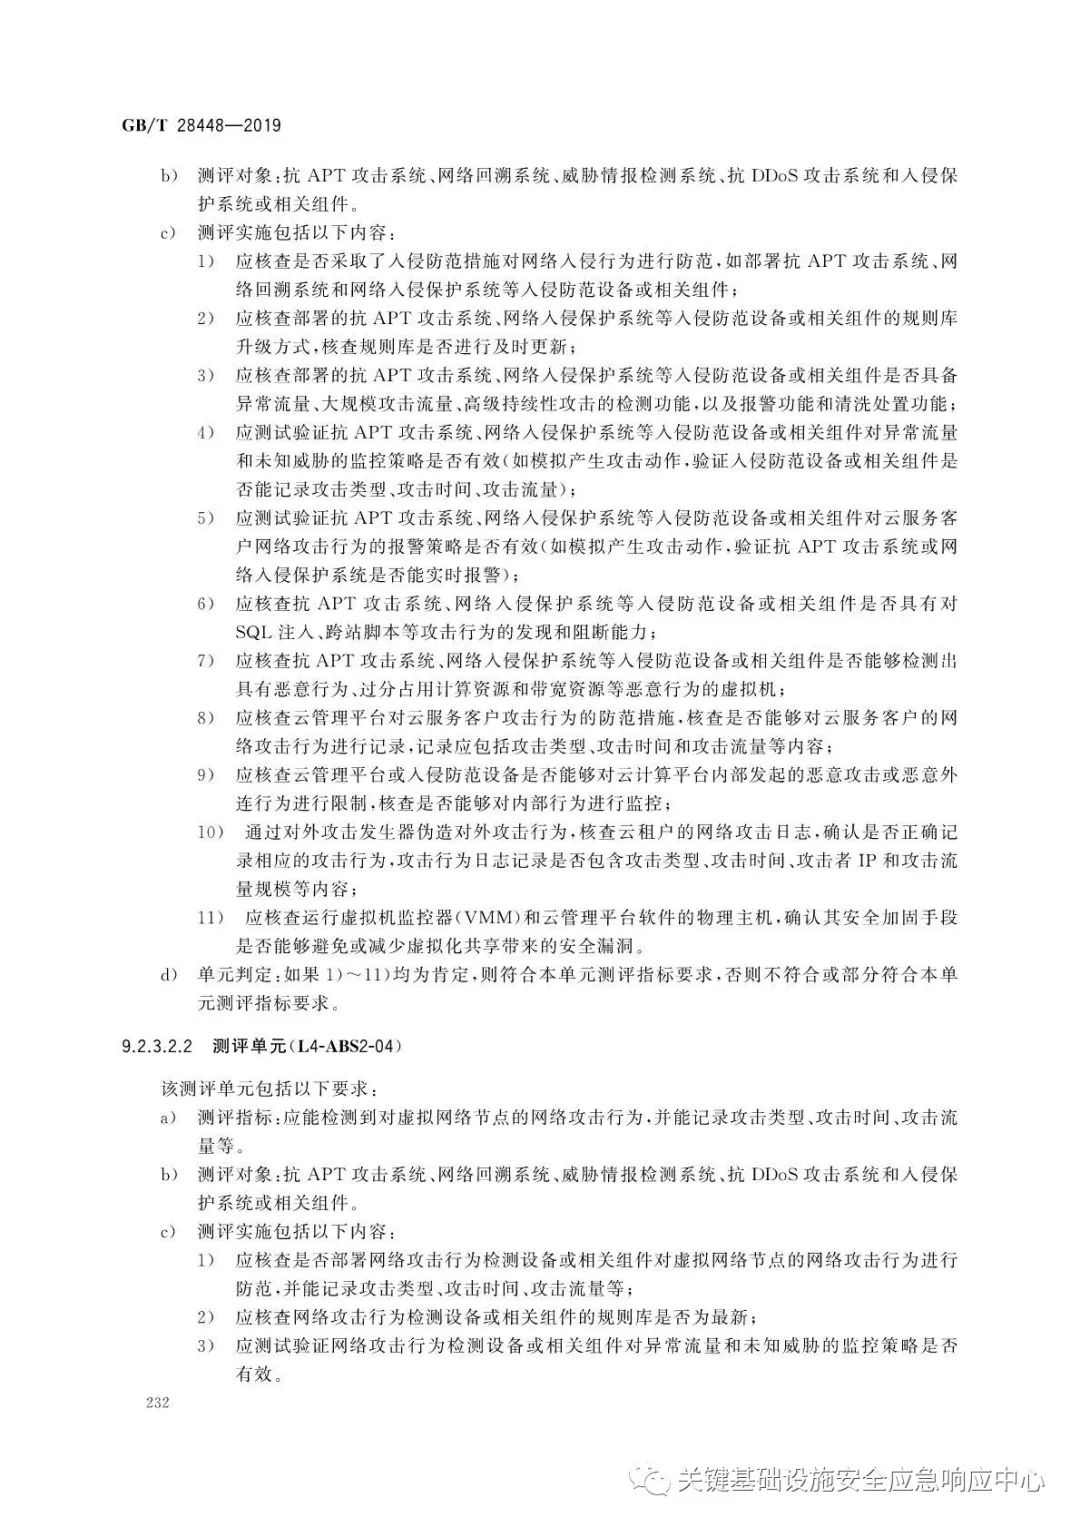 GB/T 28448—2019
b） 测评对象:抗 APT 攻击系统、网络回溯系统、威胁情报检测系统、抗 DDoS 攻击系统和入侵保
护系统或相关组件。
c） 测评实施包括以下内容:
1） 应核查是否采取了入侵防范措施对网络入侵行为进行防范,如部署抗 APT 攻击系统、网
络回溯系统和网络入侵保护系统等入侵防范设备或相关组件;
2） 应核查部署的抗 APT 攻击系统、网络入侵保护系统等入侵防范设备或相关组件的规则库
升级方式,核查规则库是否进行及时更新;
3） 应核查部署的抗 APT 攻击系统、网络入侵保护系统等入侵防范设备或相关组件是否具备
异常流量、大规模攻击流量、高级持续性攻击的检测功能,以及报警功能和清洗处置功能;
4） 应测试验证抗 APT 攻击系统、网络入侵保护系统等入侵防范设备或相关组件对异常流量
和未知威胁的监控策略是否有效(如模拟产生攻击动作,验证入侵防范设备或相关组件是
否能记录攻击类型、攻击时间、攻击流量);
5） 应测试验证抗 APT 攻击系统、网络入侵保护系统等入侵防范设备或相关组件对云服务客
户网络攻击行为的报警策略是否有效(如模拟产生攻击动作,验证抗 APT 攻击系统或网
络入侵保护系统是否能实时报警);
6） 应核查抗 APT 攻击系统、网络入侵保护系统等入侵防范设备或相关组件是否具有对
SQL 注入、跨站脚本等攻击行为的发现和阻断能力;
7） 应核查抗 APT 攻击系统、网络入侵保护系统等入侵防范设备或相关组件是否能够检测出
具有恶意行为、过分占用计算资源和带宽资源等恶意行为的虚拟机;
8） 应核查云管理平台对云服务客户攻击行为的防范措施,核查是否能够对云服务客户的网
络攻击行为进行记录,记录应包括攻击类型、攻击时间和攻击流量等内容;
9） 应核查云管理平台或入侵防范设备是否能够对云计算平台内部发起的恶意攻击或恶意外
连行为进行限制,核查是否能够对内部行为进行监控;
10） 通过对外攻击发生器伪造对外攻击行为,核查云租户的网络攻击日志,确认是否正确记
录相应的攻击行为,攻击行为日志记录是否包含攻击类型、攻击时间、攻击者 IP 和攻击流
量规模等内容;
11） 应核查运行虚拟机监控器(VMM)和云管理平台软件的物理主机,确认其安全加固手段
是否能够避免或减少虚拟化共享带来的安全漏洞。
d） 单元判定:如果 1)～11)均为肯定,则符合本单元测评指标要求,否则不符合或部分符合本单
元测评指标要求。
9.2.3.2.2 测评单元(L4-ABS2-04)
该测评单元包括以下要求:
a） 测评指标:应能检测到对虚拟网络节点的网络攻击行为,并能记录攻击类型、攻击时间、攻击流
量等。
b） 测评对象:抗 APT 攻击系统、网络回溯系统、威胁情报检测系统、抗 DDoS 攻击系统和入侵保
护系统或相关组件。
c） 测评实施包括以下内容:
1） 应核查是否部署网络攻击行为检测设备或相关组件对虚拟网络节点的网络攻击行为进行
防范,并能记录攻击类型、攻击时间、攻击流量等;
2） 应核查网络攻击行为检测设备或相关组件的规则库是否为最新;
3） 应测试验证网络攻击行为检测设备或相关组件对异常流量和未知威胁的监控策略是否
有效。
232
关键基础设施安全应急响应中心